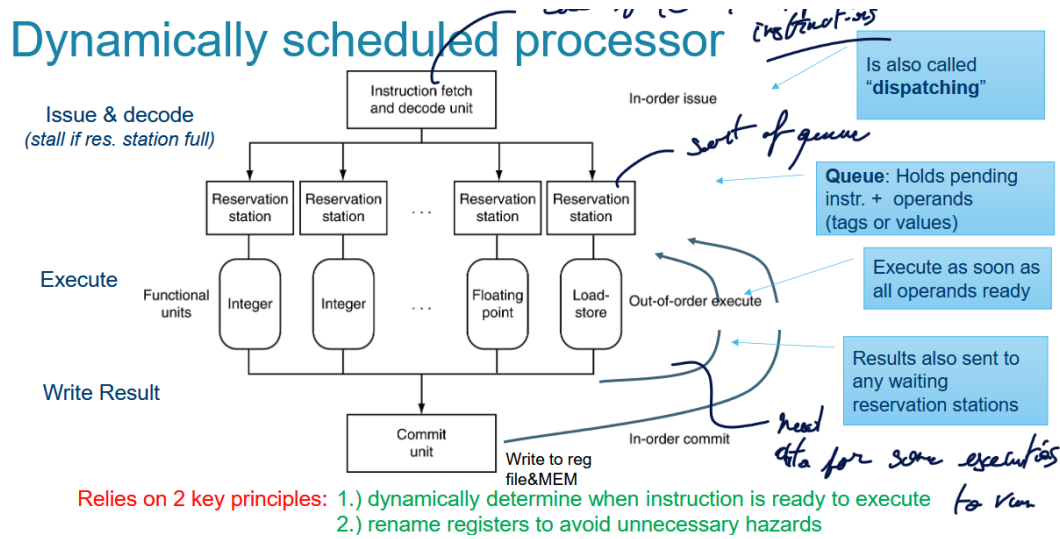 Dynamically scheduled processor
instructions
Issue & decode
(stall if res. station full)
Instruction fetch
and decode unit
In-order issue
Is also called
“dispatching”
sort of queue
Reservation
station
Reservation
station
. . .
Reservation
station
Reservation
station
Queue: Holds pending
instr. + operands
(tags or values)
Execute
Functional
units
Integer
Integer
. . .
Floating
point
Load-
store
Out-of-order execute
Execute as soon as
all operands ready
Write Result
Results also sent to
any waiting
reservation stations
Commit
unit
In-order commit
Write to reg
file&MEM
need
data for some executions
to run
Relies on 2 key principles: 1.) dynamically determine when instruction is ready to execute
2.) rename registers to avoid unnecessary hazards